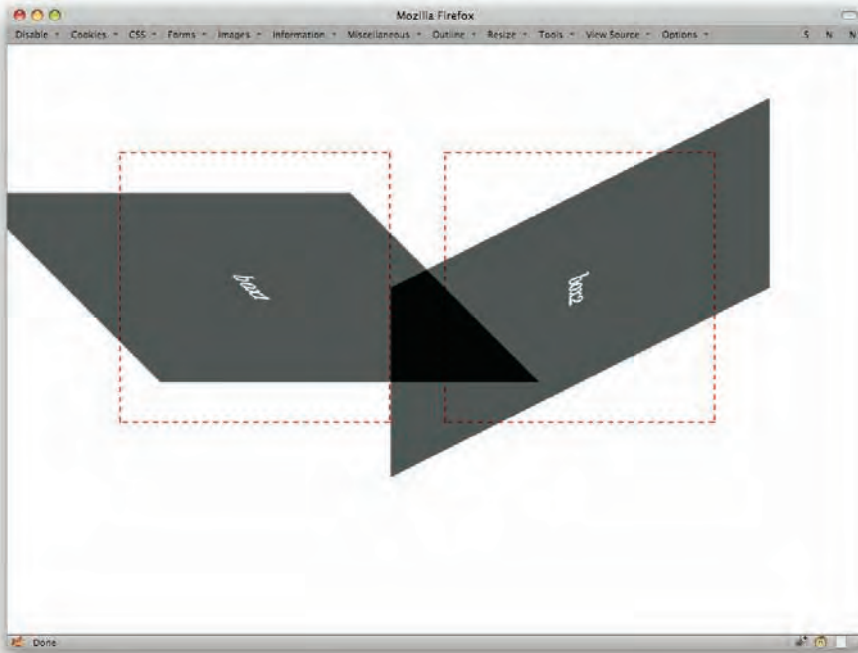 Mozilla Firefox
Disable Cookies CSS Forms Images Information Miscellaneous Outline Resize Tools View Source Options S N N
box1
box2
Done